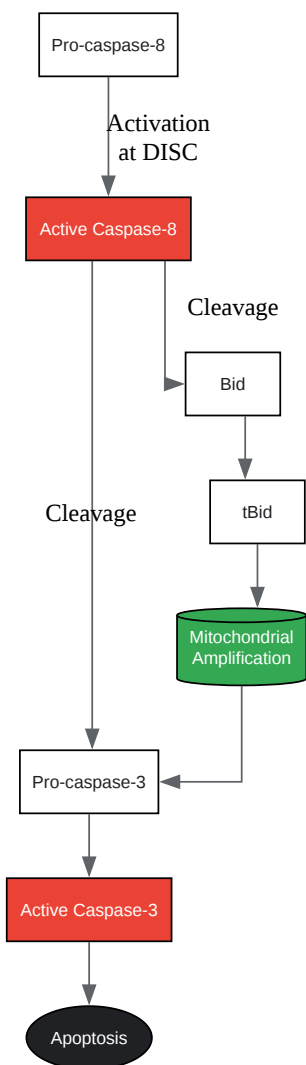 Pro-caspase-8
Activation
at DISC
Active Caspase-8
Cleavage
Bid
tBid
Cleavage
Mitochondrial
Amplification
Pro-caspase-3
Active Caspase-3
Apoptosis